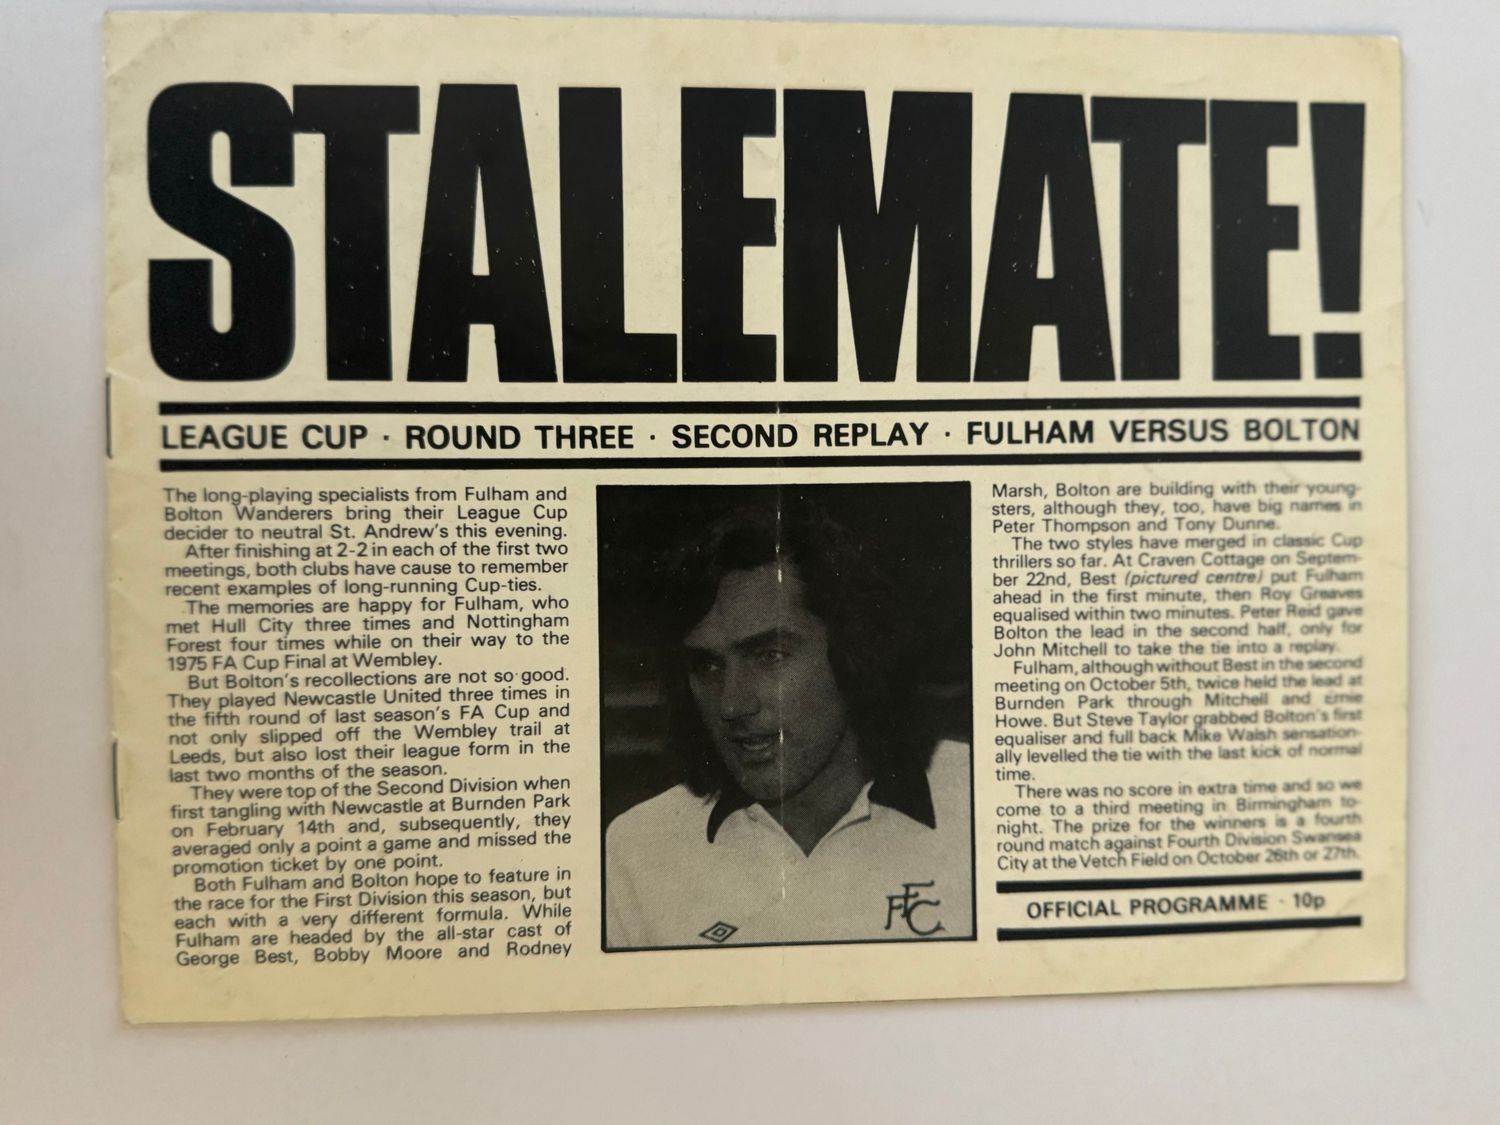 STALEMATE!
LEAGUE CUP · ROUND THREE · SECOND REPLAY · FULHAM VERSUS BOLTON
The long-playing specialists from Fulham and
Bolton Wanderers bring their League Cup
decider to neutral St. Andrew's this evening.
After finishing at 2-2 in each of the first two
meetings, both clubs have cause to remember
recent examples of long-running Cup-ties.
The memories are happy for Fulham, who
met Hull City three times and Nottingham
Forest four times while on their way to the
1975 FA Cup Final at Wembley.
But Bolton's recollections are not so good.
They played Newcastle United three times in
the fifth round of last season's FA Cup and
not only slipped off the Wembley trail at
Leeds, but also lost their league form in the
last two months of the season.
They were top of the Second Division when
first tangling with Newcastle at Burnden Park
on February 14th and, subsequently, they
averaged only a point a game and missed the
promotion ticket by one point.
Both Fulham and Bolton hope to feature in
the race for the First Division this season, but
each with a very different formula. While
Fulham are headed by the all-star cast of
George Best, Bobby Moore and Rodney
FFC
Marsh, Bolton are building with their young-
sters, although they, too, have big names in
Peter Thompson and Tony Dunne.
The two styles have merged in classic Cup
thrillers so far. At Craven Cottage on Septem-
ber 22nd, Best (pictured centre) put Fulham
ahead in the first minute, then Roy Greaves
equalised within two minutes. Peter Reid gave
Bolton the lead in the second half, only for
John Mitchell to take the tie into a replay.
Fulham, although without Best in the second
meeting on October 5th, twice held the lead at
Burnden Park through Mitchell and Ernie
Howe. But Steve Taylor grabbed Bolton's first
equaliser and full back Mike Walsh sensation-
ally levelled the tie with the last kick of normal
time.
There was no score in extra time and so we
come to a third meeting in Birmingham to-
night. The prize for the winners is a fourth
round match against Fourth Division Swansea
City at the Vetch Field on October 26th or 27th.
OFFICIAL PROGRAMME · 10p